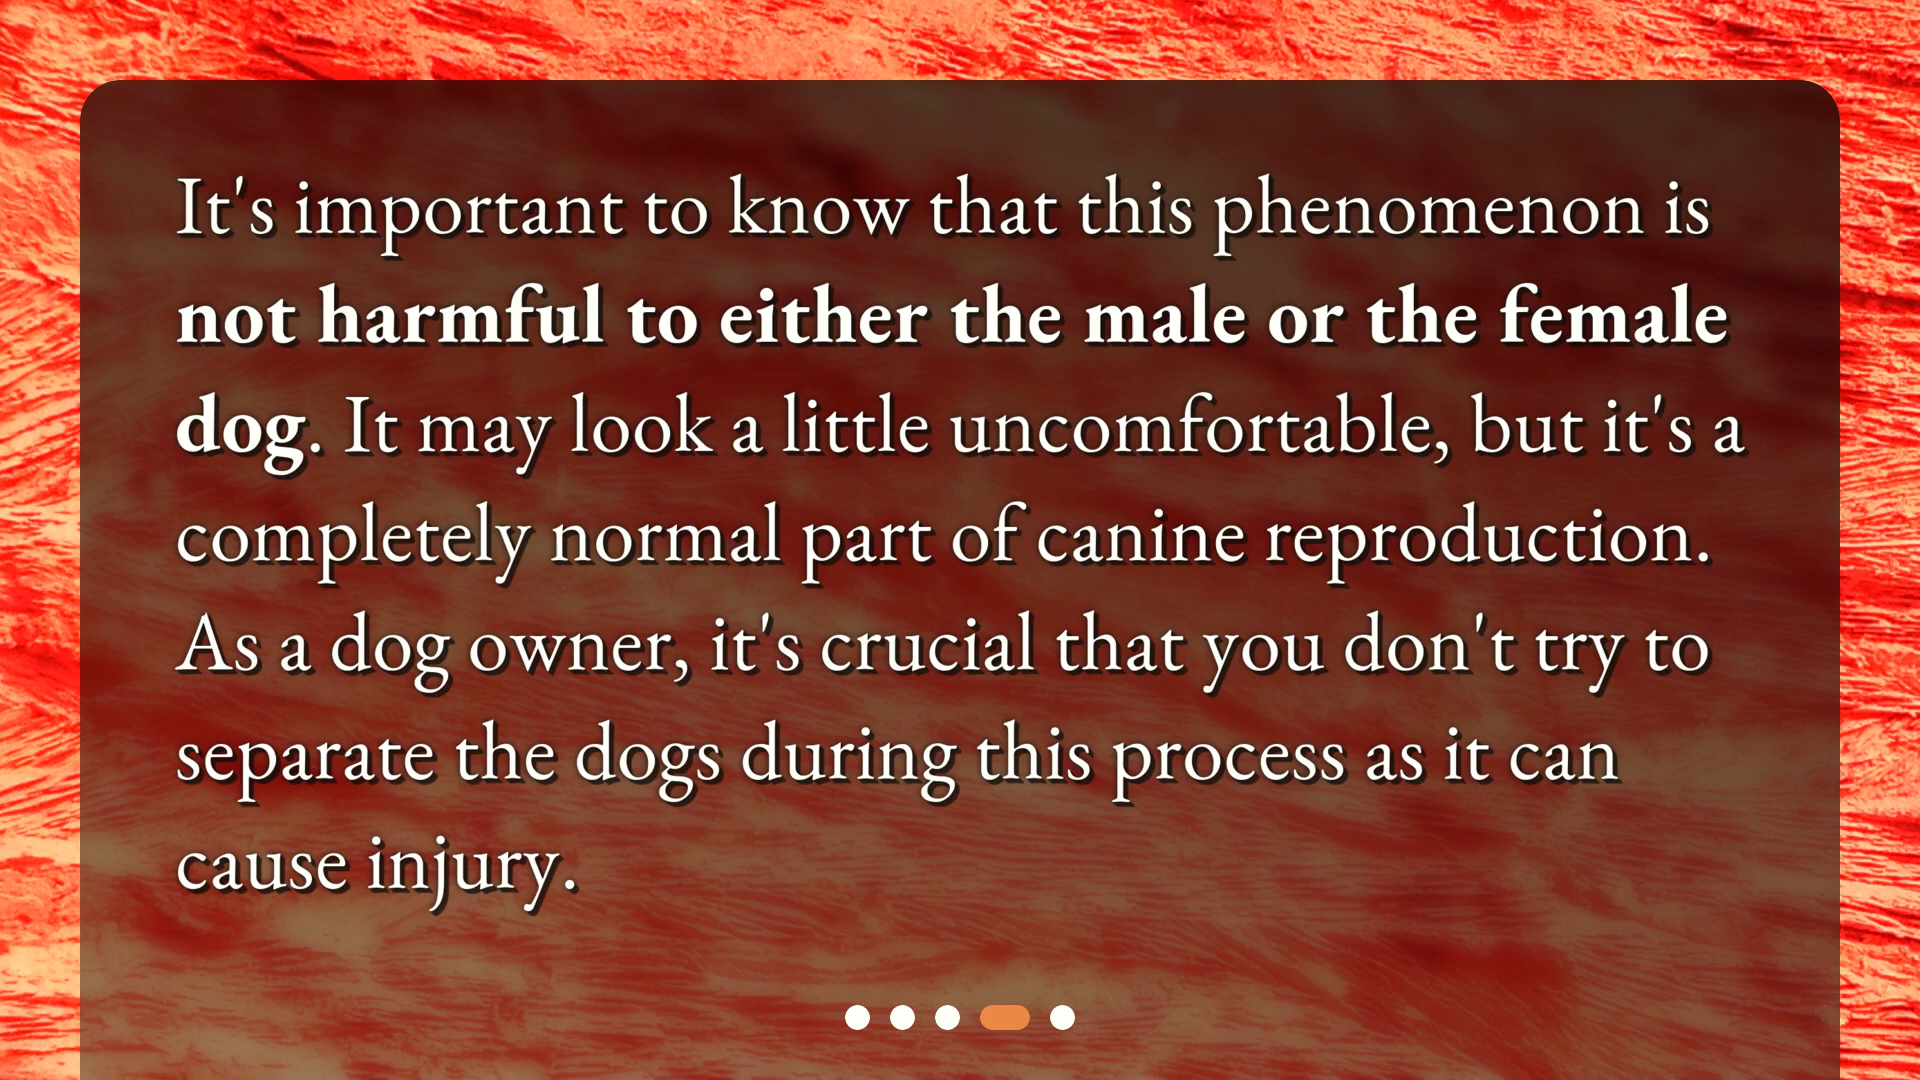 It's important to know that this phenomenon is
not harmful to either the male or the female
dog. It may look a little uncomfortable, but it's a
completely normal part of canine reproduction.
As a dog owner, it's crucial that you don't try to
separate the dogs during this process as it can
cause injury.